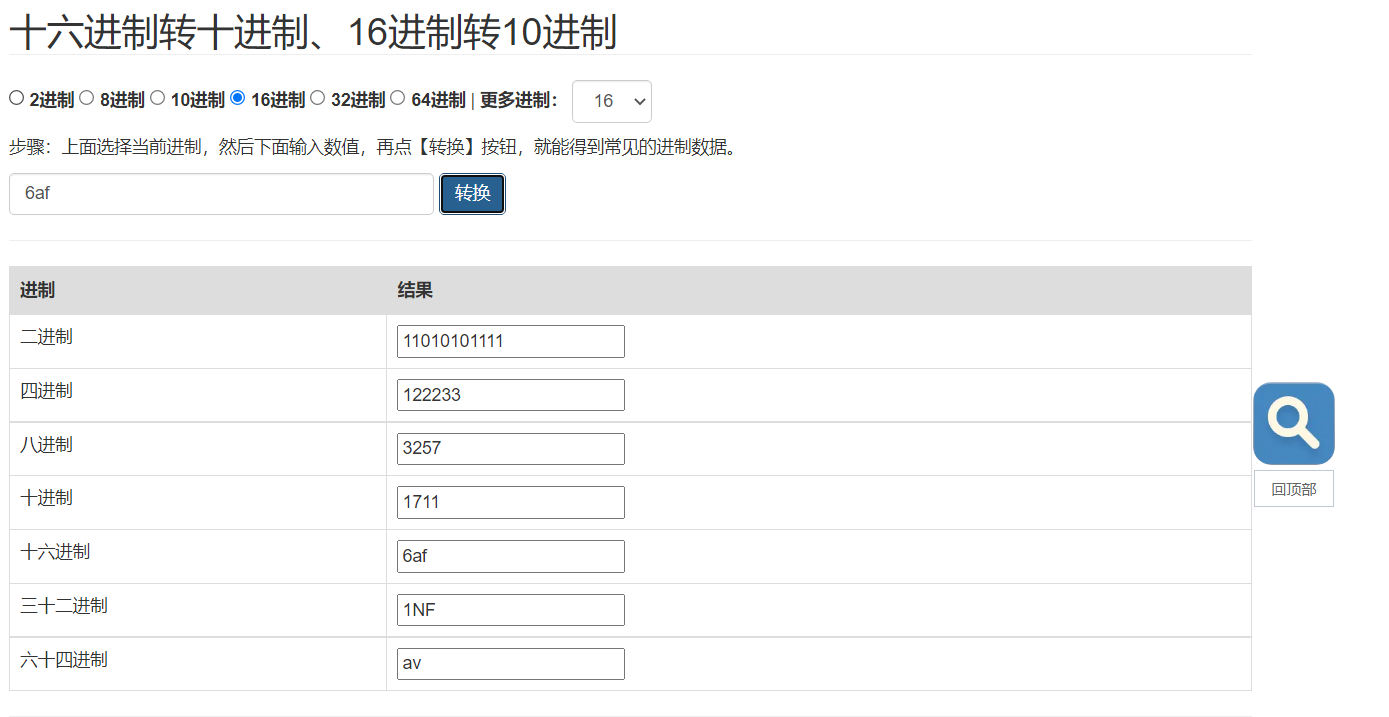 十六进制转十进制、16进制转10进制
2进制 8进制 10进制 16进制 32进制 64进制 | 更多进制： 16
步骤：上面选择当前进制，然后下面输入数值，再点【转换】按钮，就能得到常见的进制数据。
6af 转换
进制 结果
二进制 11010101111
四进制 122233
八进制 3257
十进制 1711
十六进制 6af
三十二进制 1NF
六十四进制 av
回顶部